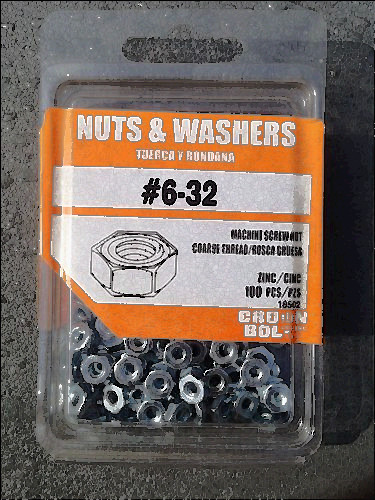 NUTS & WASHERS
TUERCA Y RONDANA
#6-32
MACHINE SCREW NUT
COARSE THREAD/ROSCA GRUESA
ZINC/CINC
100 PCS/PZS
18502
CROWN
BOLT